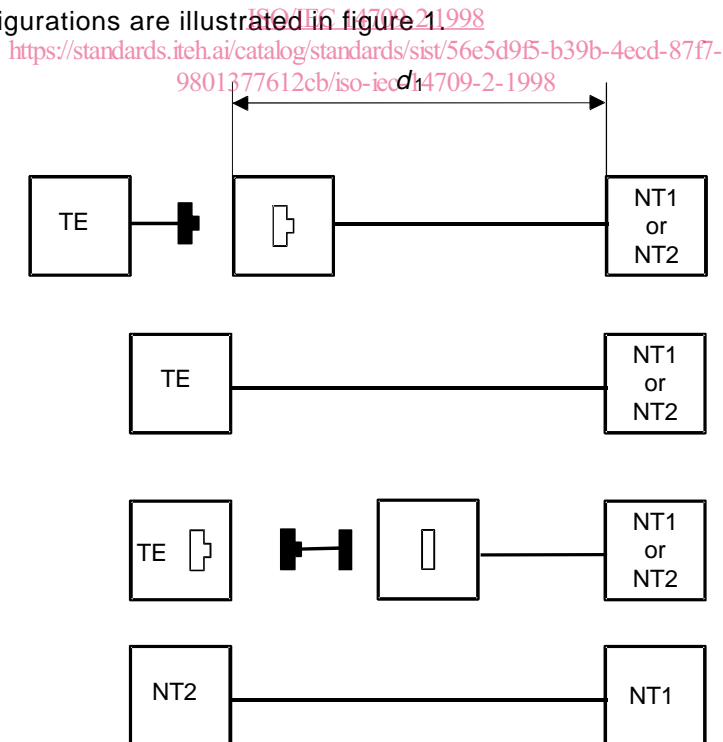 igurations are illustrated in figure 1.
ISO/IEC 14709-2:1998
https://standards.iteh.ai/catalog/standards/sist/56e5d9f5-b39b-4ecd-87f7-
9801377612cb/iso-iec-14709-2-1998
d1
TE
NT1
or
NT2
TE
NT1
or
NT2
TE
NT1
or
NT2
NT2
NT1